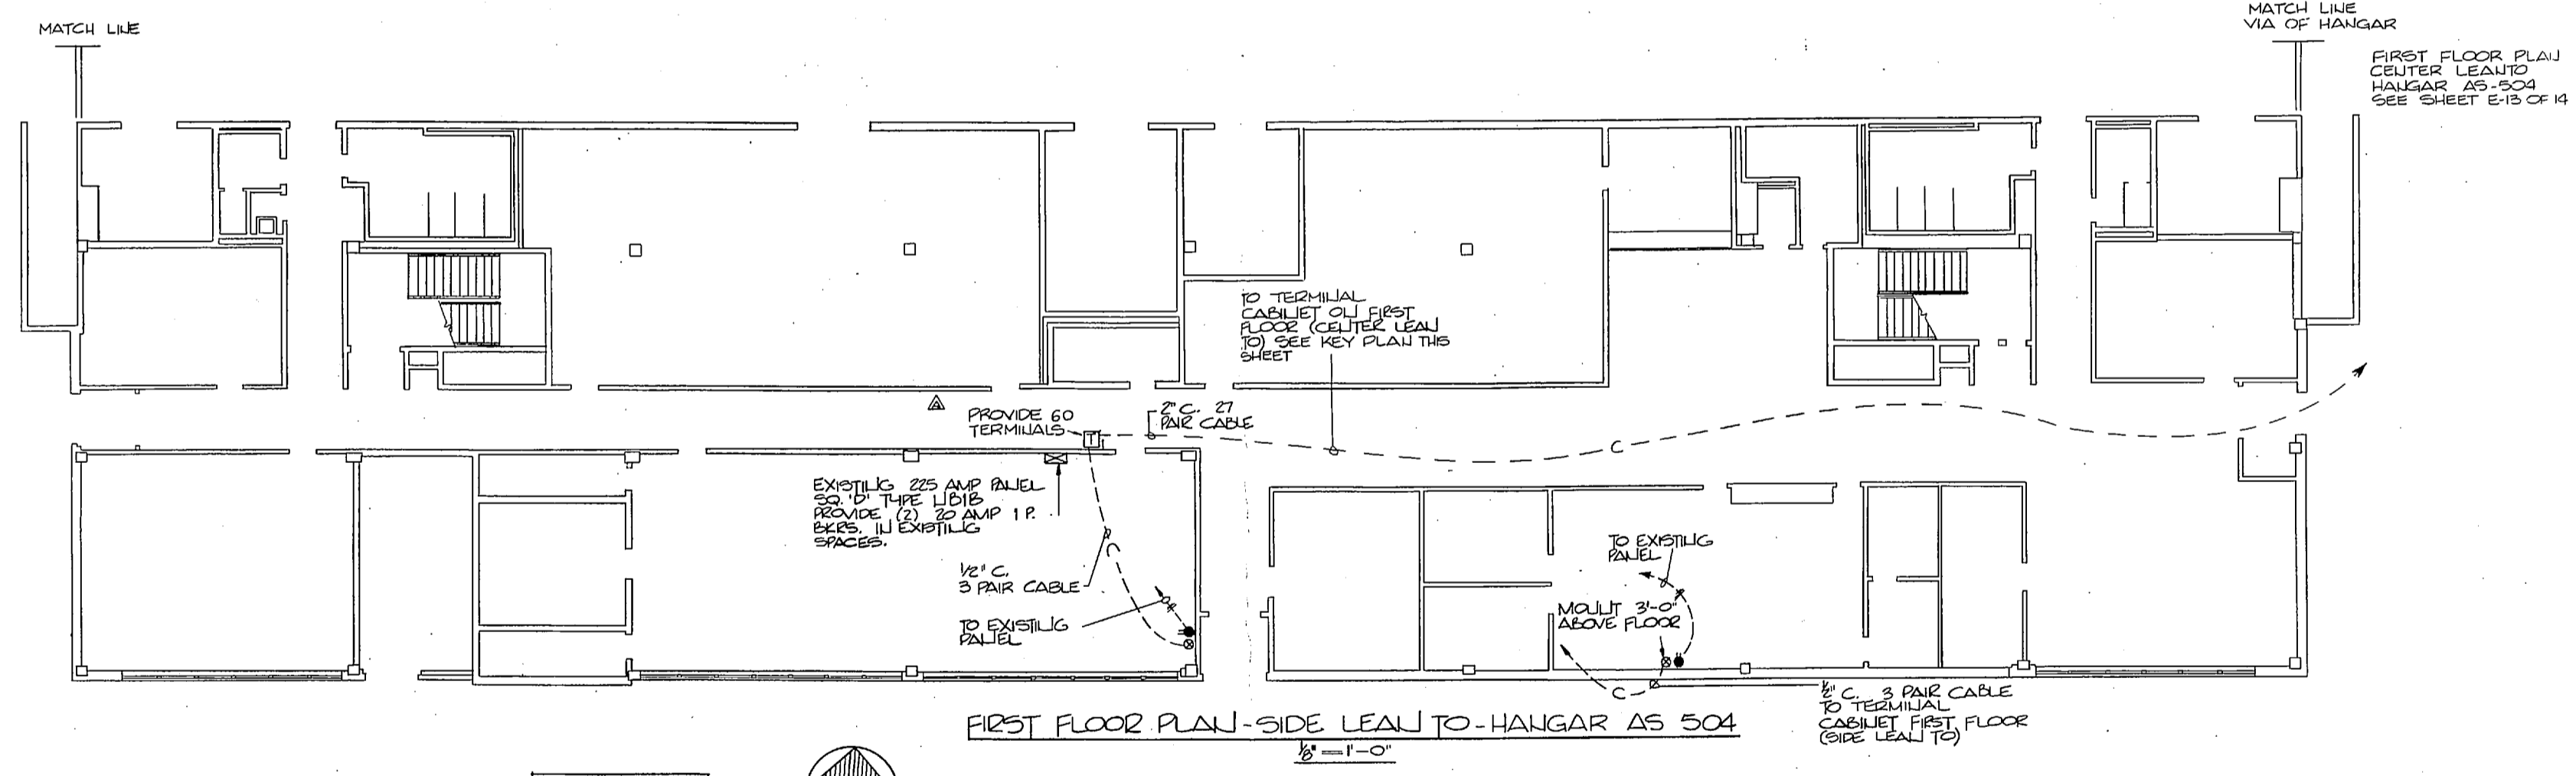 MATCH LINE
MATCH LINE
VIA OF HANGAR
FIRST FLOOR PLAN
CENTER LEANTO
HANGAR AS-504
SEE SHEET E-13 OF 14
TO TERMINAL
CABINET ON FIRST
FLOOR (CENTER LEAN
TO) SEE KEY PLAN THIS
SHEET
A
PROVIDE 60
TERMINALS
T
2" C. 27
PAIR CABLE
C
EXISTING 225 AMP PANEL
SQ. 'D' TYPE NB1B
PROVIDE (2) 20 AMP 1 P.
BKRS. IN EXISTING
SPACES.
C
1/2" C.
3 PAIR CABLE
TO EXISTING
PANEL
TO EXISTING
PANEL
MOUNT 3'-0"
ABOVE FLOOR
C
1/2" C. 3 PAIR CABLE
TO TERMINAL
CABINET FIRST FLOOR
(SIDE LEAN TO)
FIRST FLOOR PLAN-SIDE LEAN TO-HANGAR AS 504
1/8"=1'-0"